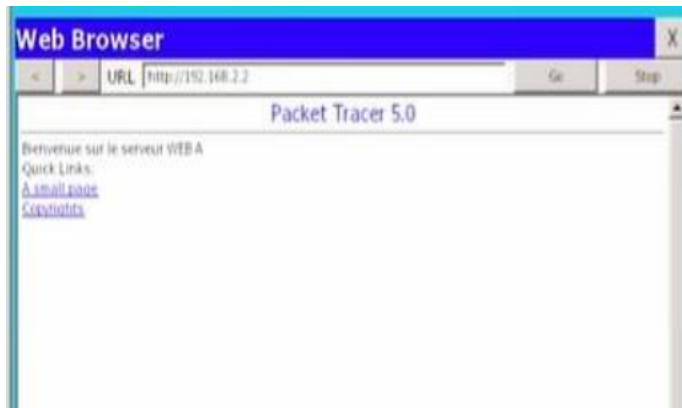 Web Browser
X
< > URL http://192.168.2.2 Go Stop
Packet Tracer 5.0
Bienvenue sur le serveur WEB A
Quick Links:
A small page
Copyrights